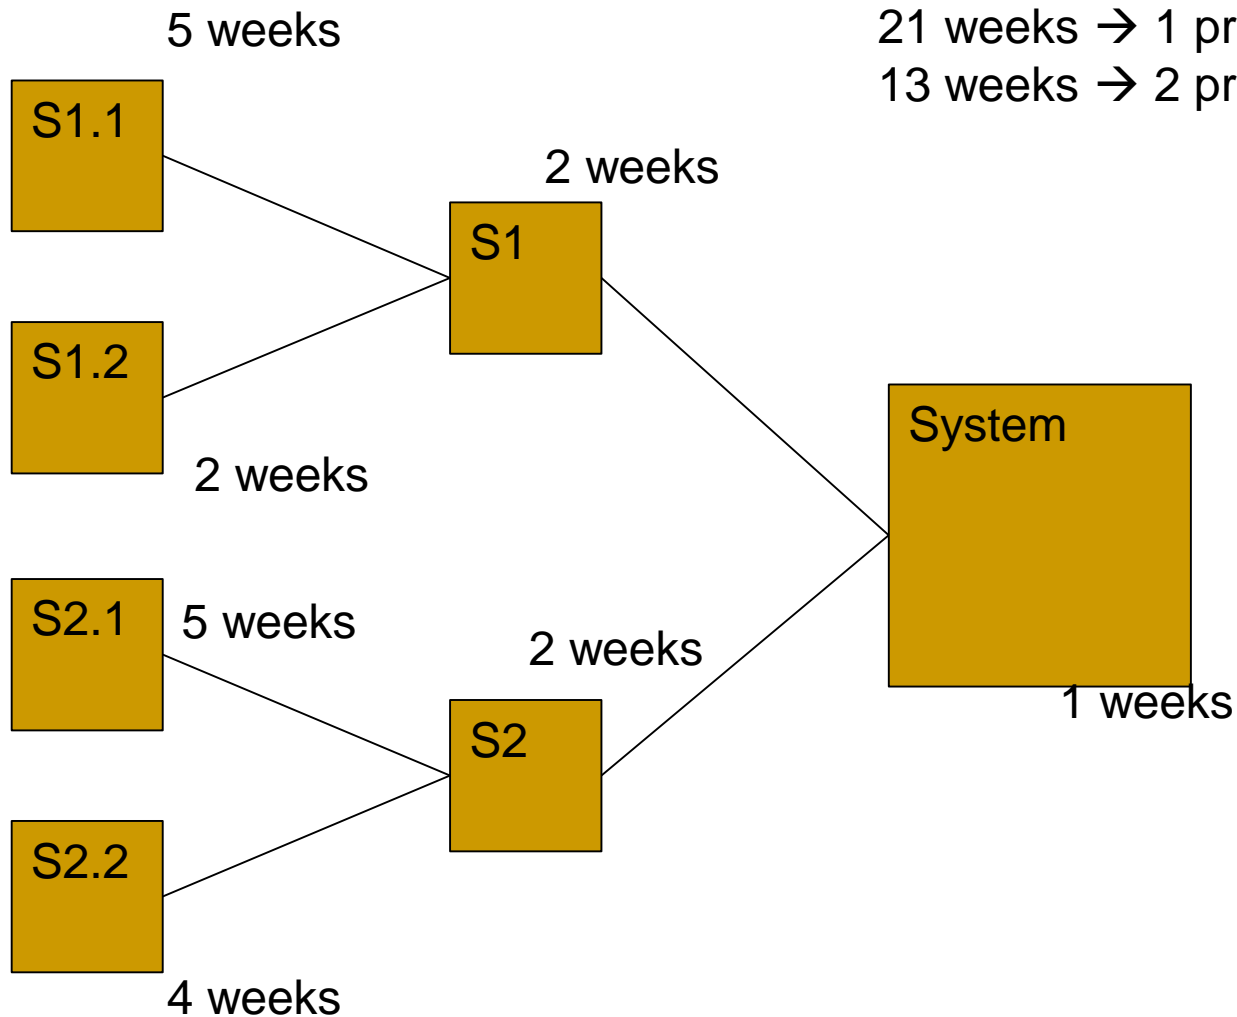 5 weeks
21 weeks → 1 pr
13 weeks → 2 pr
S1.1
2 weeks
S1
S1.2
System
2 weeks
S2.1
5 weeks
2 weeks
1 weeks
S2
S2.2
4 weeks